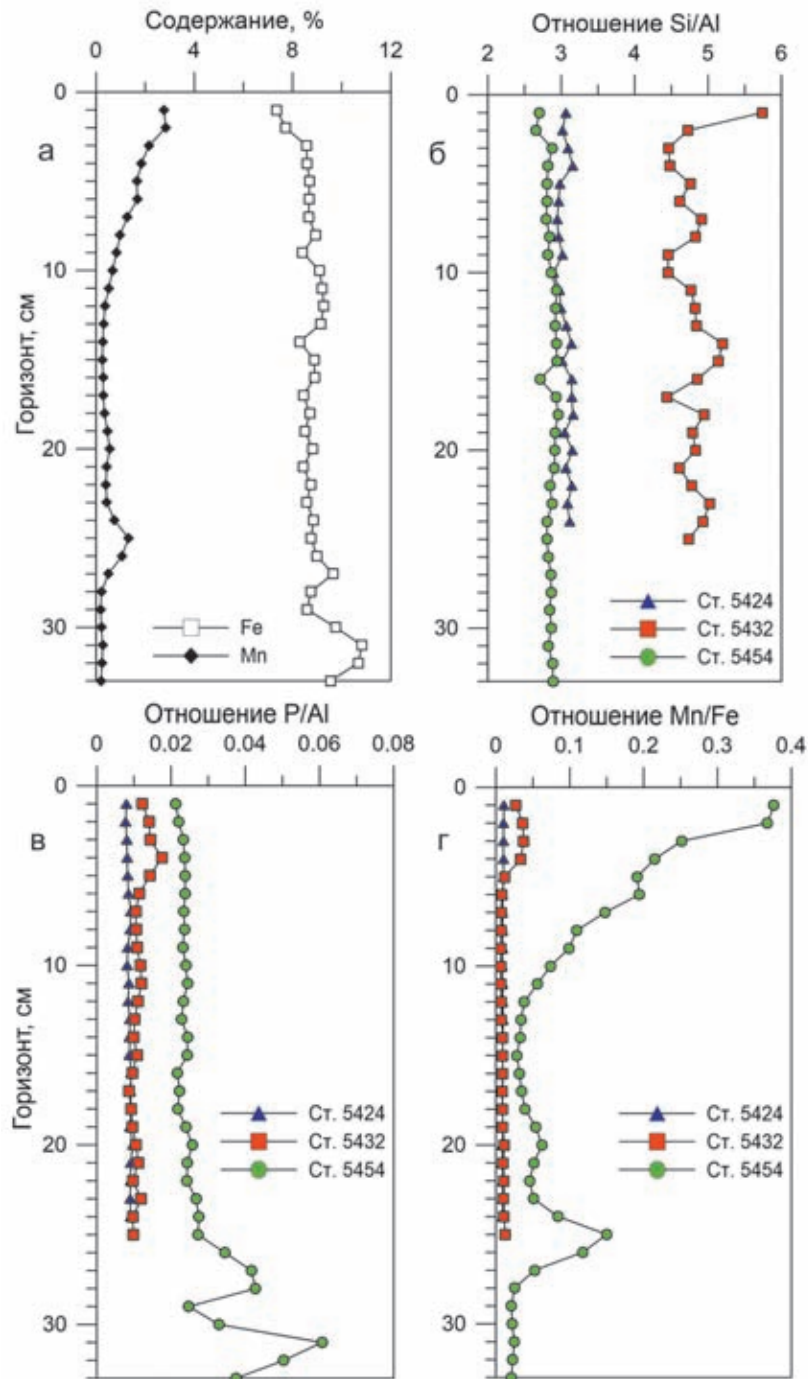 Содержание, %
0 4 8 12
0
10
20
30
Горизонт, см
а
Fe
Mn
Отношение Si/Al
2 3 4 5 6
0
10
20
30
б
Ст. 5424
Ст. 5432
Ст. 5454
Отношение P/Al
0 0.02 0.04 0.06 0.08
0
10
20
30
Горизонт, см
в
Ст. 5424
Ст. 5432
Ст. 5454
Отношение Mn/Fe
0 0.1 0.2 0.3 0.4
0
10
20
30
г
Ст. 5424
Ст. 5432
Ст. 5454